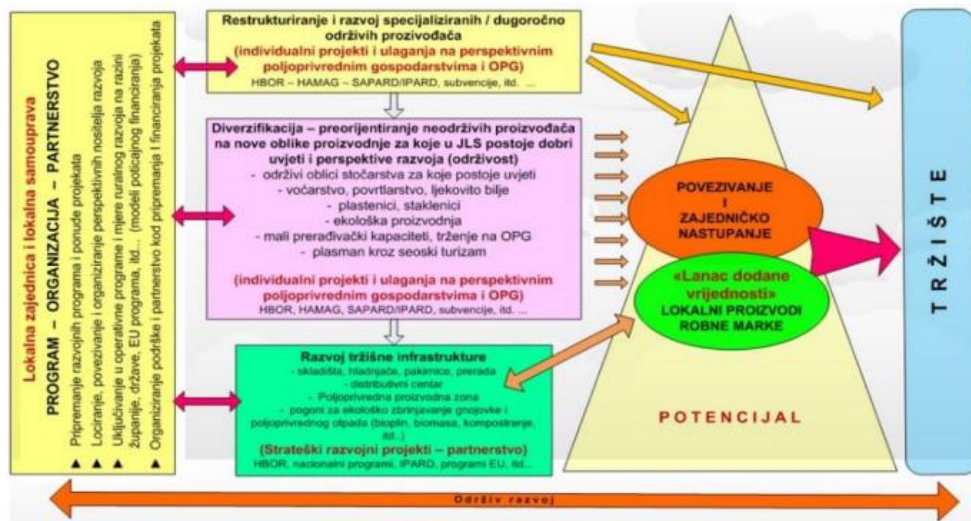 Lokalna zajednica i lokalna samouprava
PROGRAM – ORGANIZACIJA – PARTNERSTVO
► Pripremanje razvojnih programa i ponude projekata
► Lociranje, povezivanje i organiziranje perspektivnih nositelja razvoja
► Uključivanje u operativne programe i mjere ruralnog razvoja na razini
županije, države, EU programa, itd... (modeli poticajnog financiranja)
► Organiziranje podrške i partnerstvo kod pripremanja I financiranja projekata
Restrukturiranje i razvoj specijaliziranih / dugoročno
održivih prozivođača
(individualni projekti i ulaganja na perspektivnim
poljoprivrednim gospodarstvima i OPG)
HBOR – HAMAG – SAPARD/IPARD, subvencije, itd. ...
Diverzifikacija – preorijentiranje neodrživih proizvođača
na nove oblike proizvodnje za koje u JLS postoje dobri
uvjeti i perspektive razvoja (održivost)
- održivi oblici stočarstva za koje postoje uvjeti
- voćarstvo, povrtlarstvo, ljekovito bilje
- plastenici, staklenici
- ekološka proizvodnja
- mali prerađivački kapaciteti, trženje na OPG
- plasman kroz seoski turizam
(individualni projekti i ulaganja na perspektivnim
poljoprivrednim gospodarstvima i OPG)
HBOR, HAMAG, SAPARD/IPARD, subvencije, itd. ...
Razvoj tržišne infrastrukture
- skladišta, hladnjače, pakirnice, prerada
- distributivni centar
- Poljoprivredna proizvodna zona
- pogoni za ekološko zbrinjavanje gnojovke i
poljoprivrednog otpada (bioplin, biomasa, kompostiranje,
itd..)
(Strateški razvojni projekti – partnerstvo)
HBOR, nacionalni programi, IPARD, programi EU, itd...
POVEZIVANJE
I
ZAJEDNIČKO
NASTUPANJE
«Lanac dodane
vrijednosti»
LOKALNI PROIZVODI
ROBNE MARKE
POTENCIJAL
TRŽIŠTE
Održiv razvoj